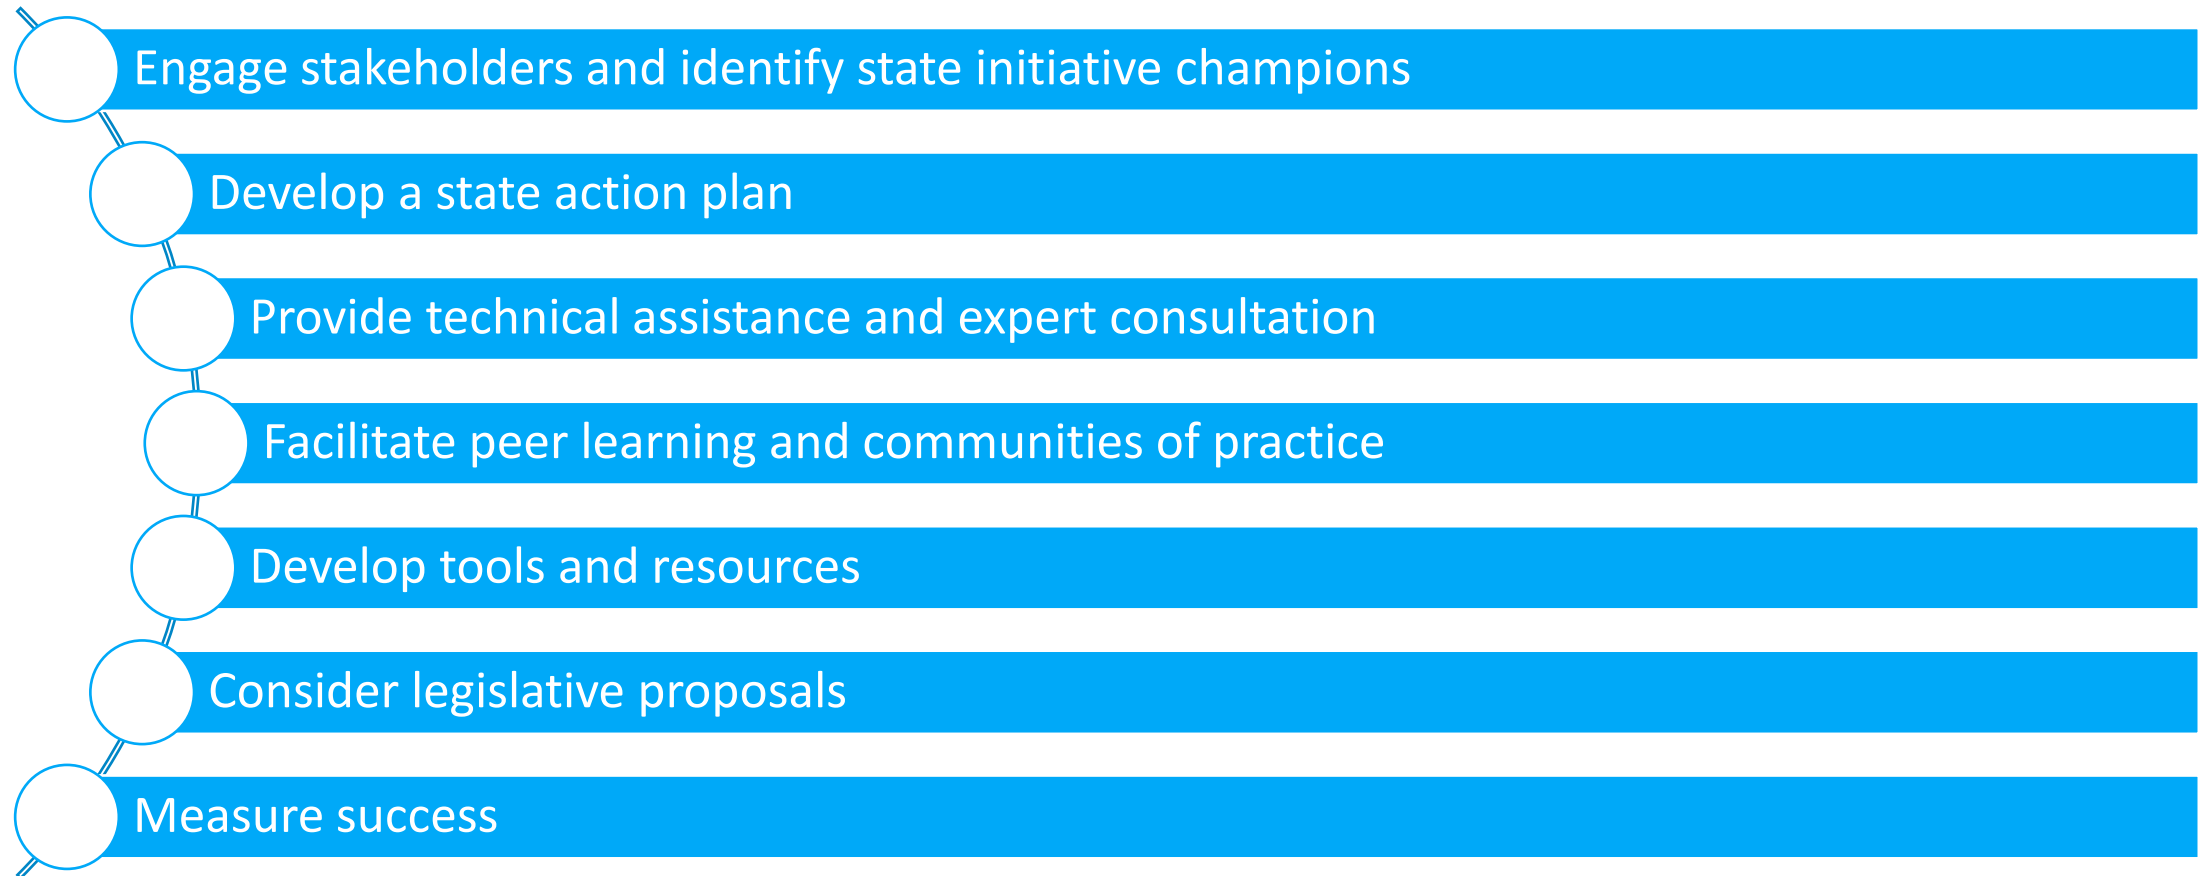 Engage stakeholders and identify state initiative champions
Develop a state action plan
Provide technical assistance and expert consultation
Facilitate peer learning and communities of practice
Develop tools and resources
Consider legislative proposals
Measure success